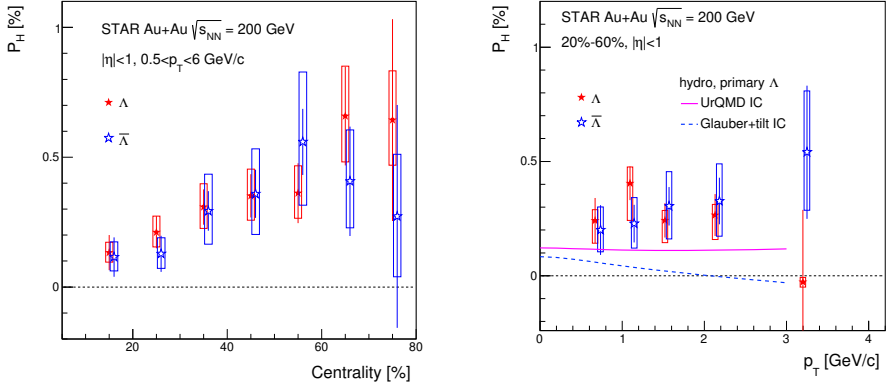 P_H [%]
STAR Au+Au √s_NN = 200 GeV
|η|<1, 0.5<p_T<6 GeV/c
Λ
Λ̅
1
0.5
0
20
40
60
80
Centrality [%]
P_H [%]
STAR Au+Au √s_NN = 200 GeV
20%-60%, |η|<1
hydro, primary Λ
Λ
UrQMD IC
Λ̅
Glauber+tilt IC
1
0.5
0
0
1
2
3
4
p_T [GeV/c]